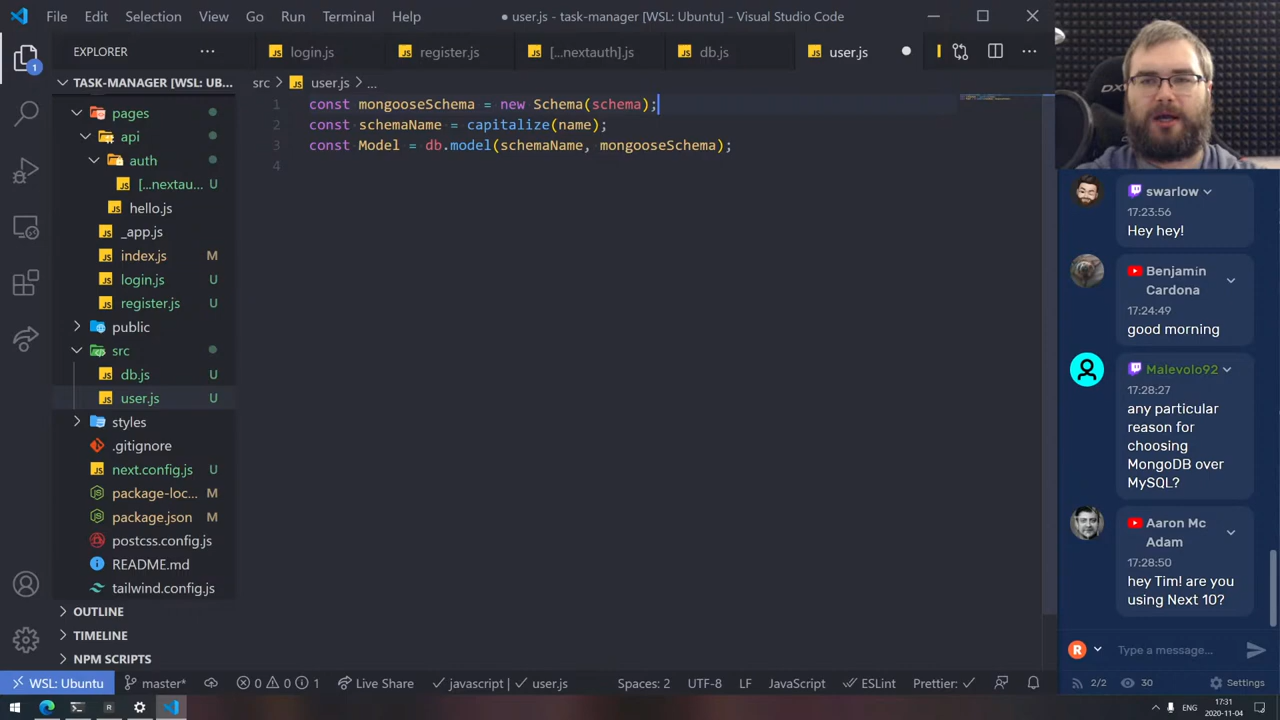 File Edit Selection View Go Run Terminal Help
● user.js - task-manager [WSL: Ubuntu] - Visual Studio Code
EXPLORER
login.js
register.js
[...nextauth].js
db.js
user.js
TASK-MANAGER [WSL: UBU...
src > user.js > ...
pages
api
auth
[...nextau... U
hello.js
_app.js
index.js M
login.js U
register.js U
public
src
db.js U
user.js U
styles
.gitignore
next.config.js U
package-loc... M
package.json M
postcss.config.js
README.md
tailwind.config.js
OUTLINE
TIMELINE
NPM SCRIPTS
1
1 const mongooseSchema = new Schema(schema);
2 const schemaName = capitalize(name);
3 const Model = db.model(schemaName, mongooseSchema);
4
DX
swarlow
17:23:56
Hey hey!
Benjamin
Cardona
17:24:49
good morning
Malevolo92
17:28:27
any particular
reason for
choosing
MongoDB over
MySQL?
Aaron Mc
Adam
17:28:50
hey Tim! are you
using Next 10?
R
Type a message...
2/2 30 Settings
WSL: Ubuntu master* 0 0 1 Live Share javascript | user.js Spaces: 2 UTF-8 LF JavaScript ESLint Prettier:
ENG
17:31
2020-11-04